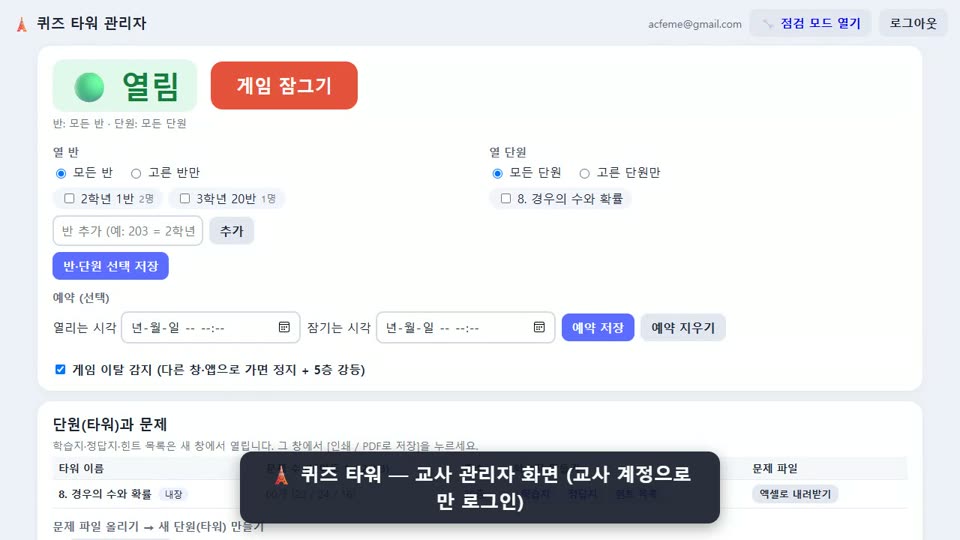 퀴즈 타워 관리자
acfeme@gmail.com
점검 모드 열기
로그아웃
열림
게임 잠그기
반: 모든 반 · 단원: 모든 단원
열 반
모든 반
고른 반만
2학년 1반 2명
3학년 20반 1명
반 추가 (예: 203 = 2학년
추가
반·단원 선택 저장
열 단원
모든 단원
고른 단원만
8. 경우의 수와 확률
예약 (선택)
열리는 시각 년-월-일 -- --:--
잠기는 시각 년-월-일 -- --:--
예약 저장
예약 지우기
게임 이탈 감지 (다른 창·앱으로 가면 정지 + 5층 강등)
단원(타워)과 문제
학습지·정답지·힌트 목록은 새 창에서 열립니다. 그 창에서 [인쇄 / PDF로 저장]을 누르세요.
타워 이름
문제 파일
8. 경우의 수와 확률 내장
엑셀로 내려받기
문제 파일 올리기 → 새 단원(타워) 만들기
퀴즈 타워 — 교사 관리자 화면 (교사 계정으로
만 로그인)